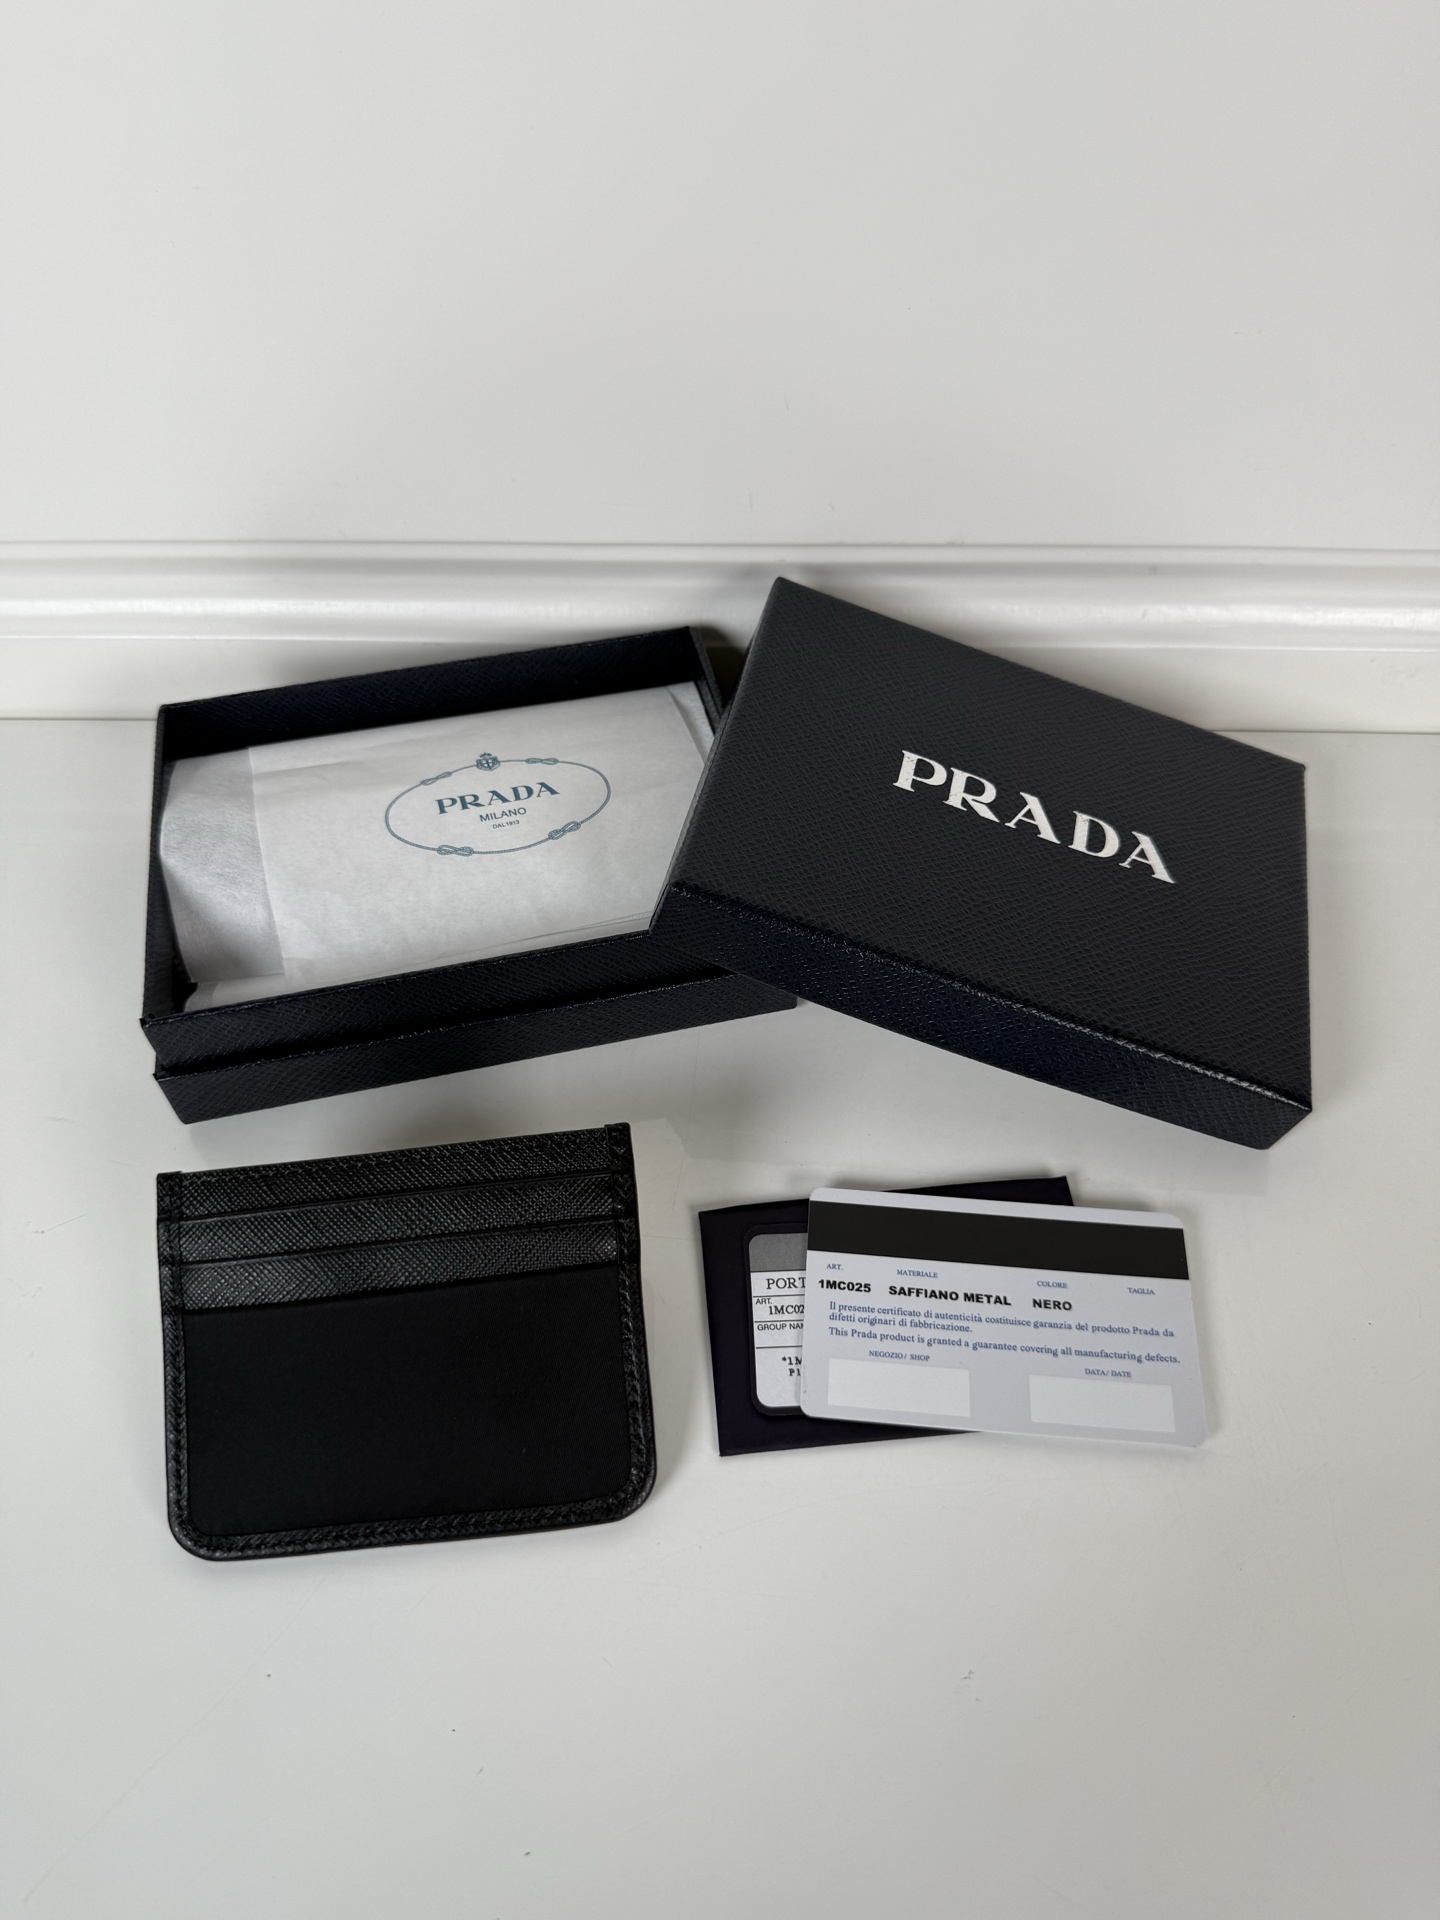 PRADA
MILANO
DAL 1913
PRADA
PORT
ART.
1MC02
GROUP NAM
*1M
P1
ART. MATERIALE COLORE TAGLIA
1MC025 SAFFIANO METAL NERO
Il presente certificato di autenticità costituisce garanzia del prodotto Prada da
difetti originari di fabbricazione.
This Prada product is granted a guarantee covering all manufacturing defects.
NEGOZIO/ SHOP DATA/ DATE